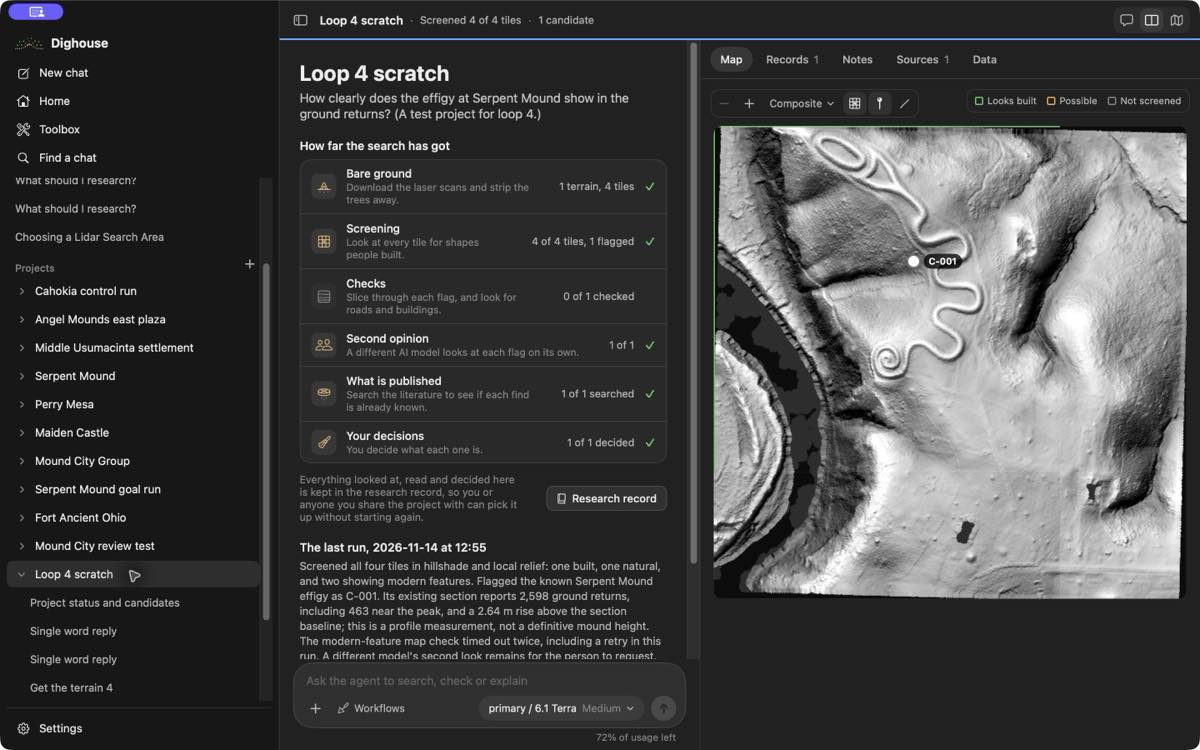 Dighouse
New chat
Home
Toolbox
Find a chat
What should I research?
What should I research?
Choosing a Lidar Search Area
Projects
Cahokia control run
Angel Mounds east plaza
Middle Usumacinta settlement
Serpent Mound
Perry Mesa
Maiden Castle
Mound City Group
Serpent Mound goal run
Fort Ancient Ohio
Mound City review test
Loop 4 scratch
Project status and candidates
Single word reply
Single word reply
Get the terrain 4
Settings
Loop 4 scratch · Screened 4 of 4 tiles · 1 candidate
Loop 4 scratch
How clearly does the effigy at Serpent Mound show in the
ground returns? (A test project for loop 4.)
How far the search has got
Bare ground
Download the laser scans and strip the
trees away.
1 terrain, 4 tiles
Screening
Look at every tile for shapes
people built.
4 of 4 tiles, 1 flagged
Checks
Slice through each flag, and look for
roads and buildings.
0 of 1 checked
Second opinion
A different AI model looks at each flag on its own.
1 of 1
What is published
Search the literature to see if each find
is already known.
1 of 1 searched
Your decisions
You decide what each one is.
1 of 1 decided
Everything looked at, read and decided here
is kept in the research record, so you or
anyone you share the project with can pick it
up without starting again.
Research record
The last run, 2026-11-14 at 12:55
Screened all four tiles in hillshade and local relief: one built, one natural,
and two showing modern features. Flagged the known Serpent Mound
effigy as C-001. Its existing section reports 2,598 ground returns,
including 463 near the peak, and a 2.64 m rise above the section
baseline; this is a profile measurement, not a definitive mound height.
The modern-feature map check timed out twice, including a retry in this
run. A different model's second look remains for the person to request.
Ask the agent to search, check or explain
Workflows
primary / 6.1 Terra Medium
72% of usage left
Map
Records 1
Notes
Sources 1
Data
Composite
Looks built
Possible
Not screened
C-001